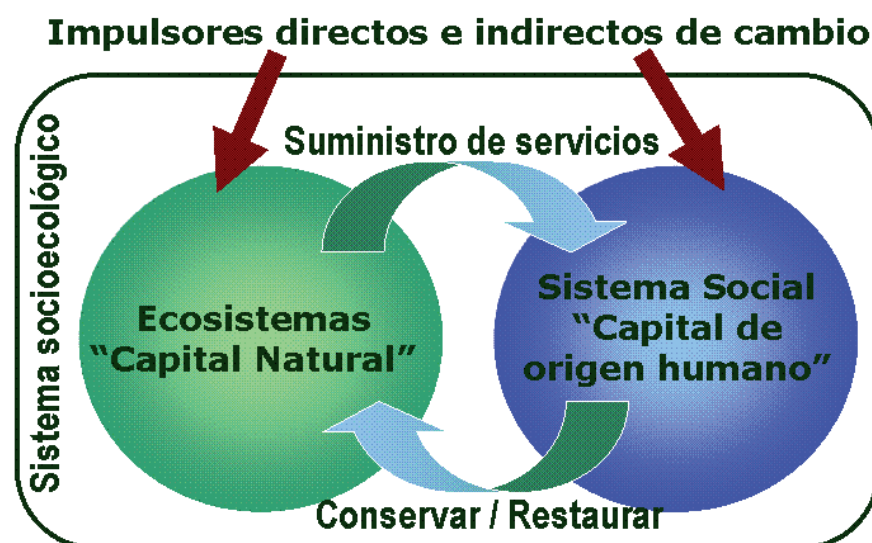 Impulsores directos e indirectos de cambio
Sistema socioecológico
Suministro de servicios
Ecosistemas
“Capital Natural”
Sistema Social
“Capital de
origen humano”
Conservar / Restaurar